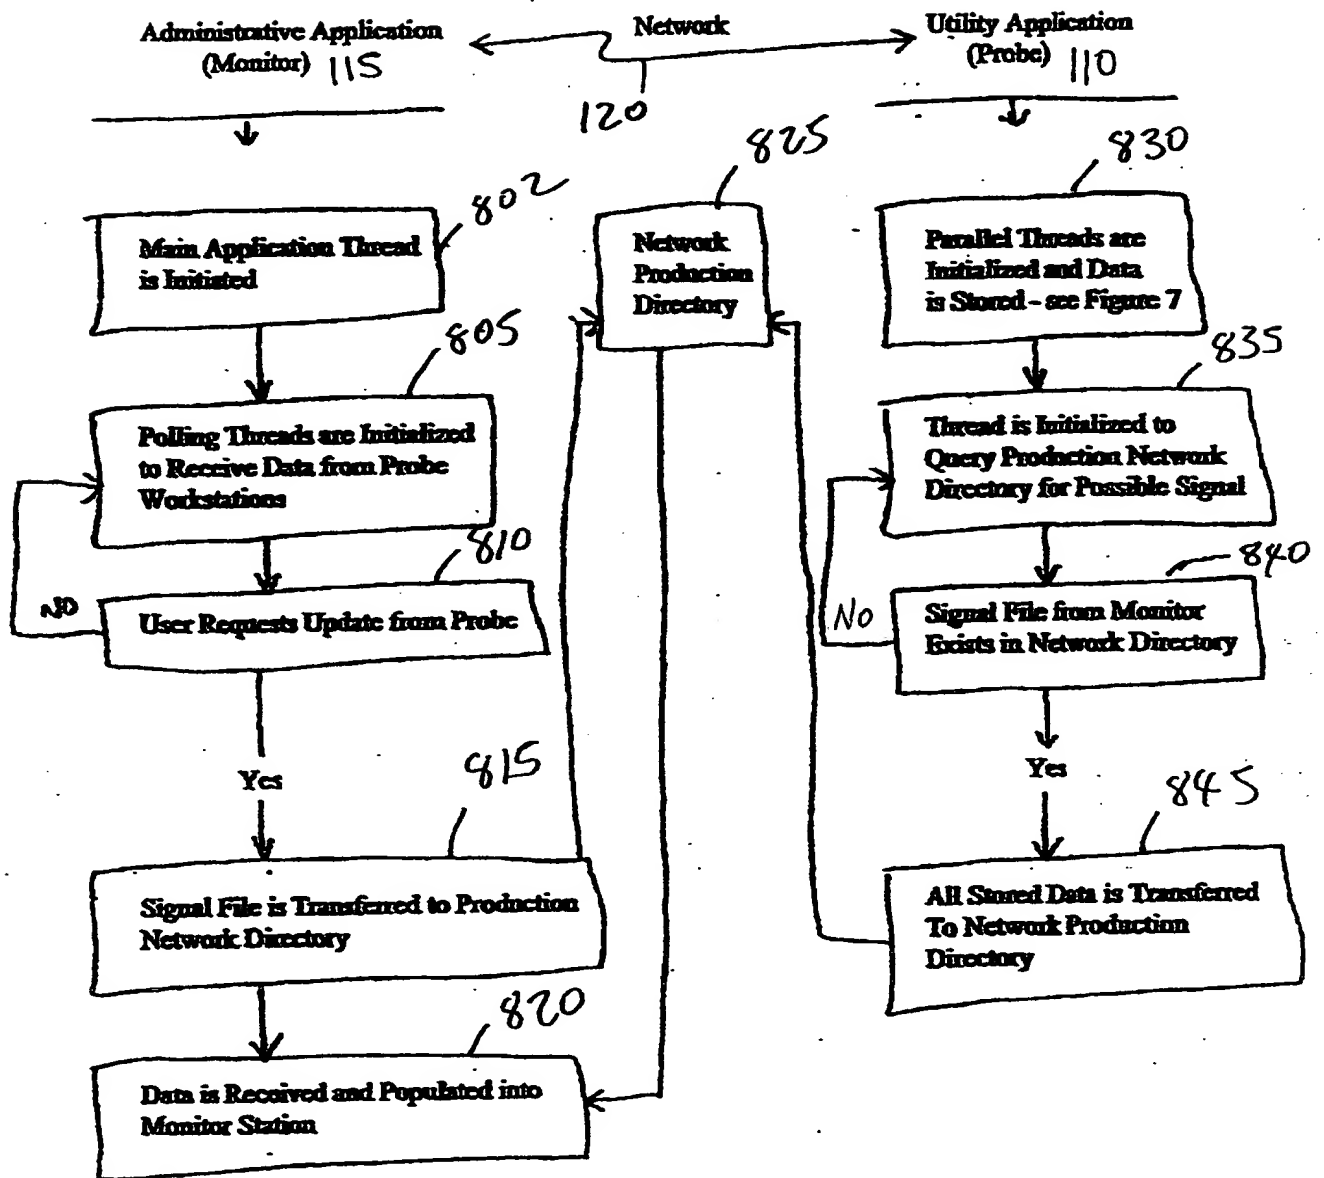 Administrative Application
(Monitor) 115
Network
120
Utility Application
(Probe) 110
802
Main Application Thread
is Initiated
825
Network
Production
Directory
830
Parallel Threads are
Initialized and Data
is Stored - see Figure 7
805
Polling Threads are Initialized
to Receive Data from Probe
Workstations
835
Thread is Initialized to
Query Production Network
Directory for Possible Signal
810
NO
User Requests Update from Probe
840
No
Signal File from Monitor
Exists in Network Directory
Yes
Yes
815
Signal File is Transferred to Production
Network Directory
845
All Stored Data is Transferred
To Network Production
Directory
820
Data is Received and Populated into
Monitor Station